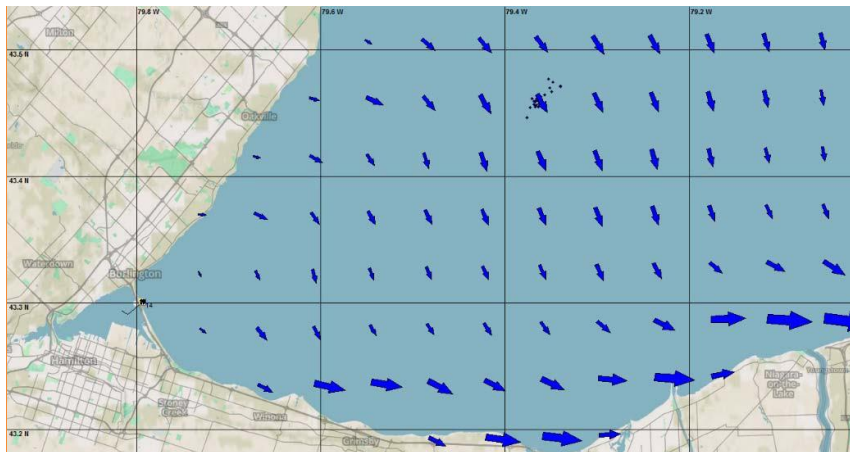 79.8 W
79.6 W
79.4 W
79.2 W
Milton
43.5 N
Oakville
43.4 N
Waterdown
Burlington
43.3 N
14
Hamilton
Niagara-
on-the-
Lake
Stoney
Creek
Winona
43.2 N
Grimsby